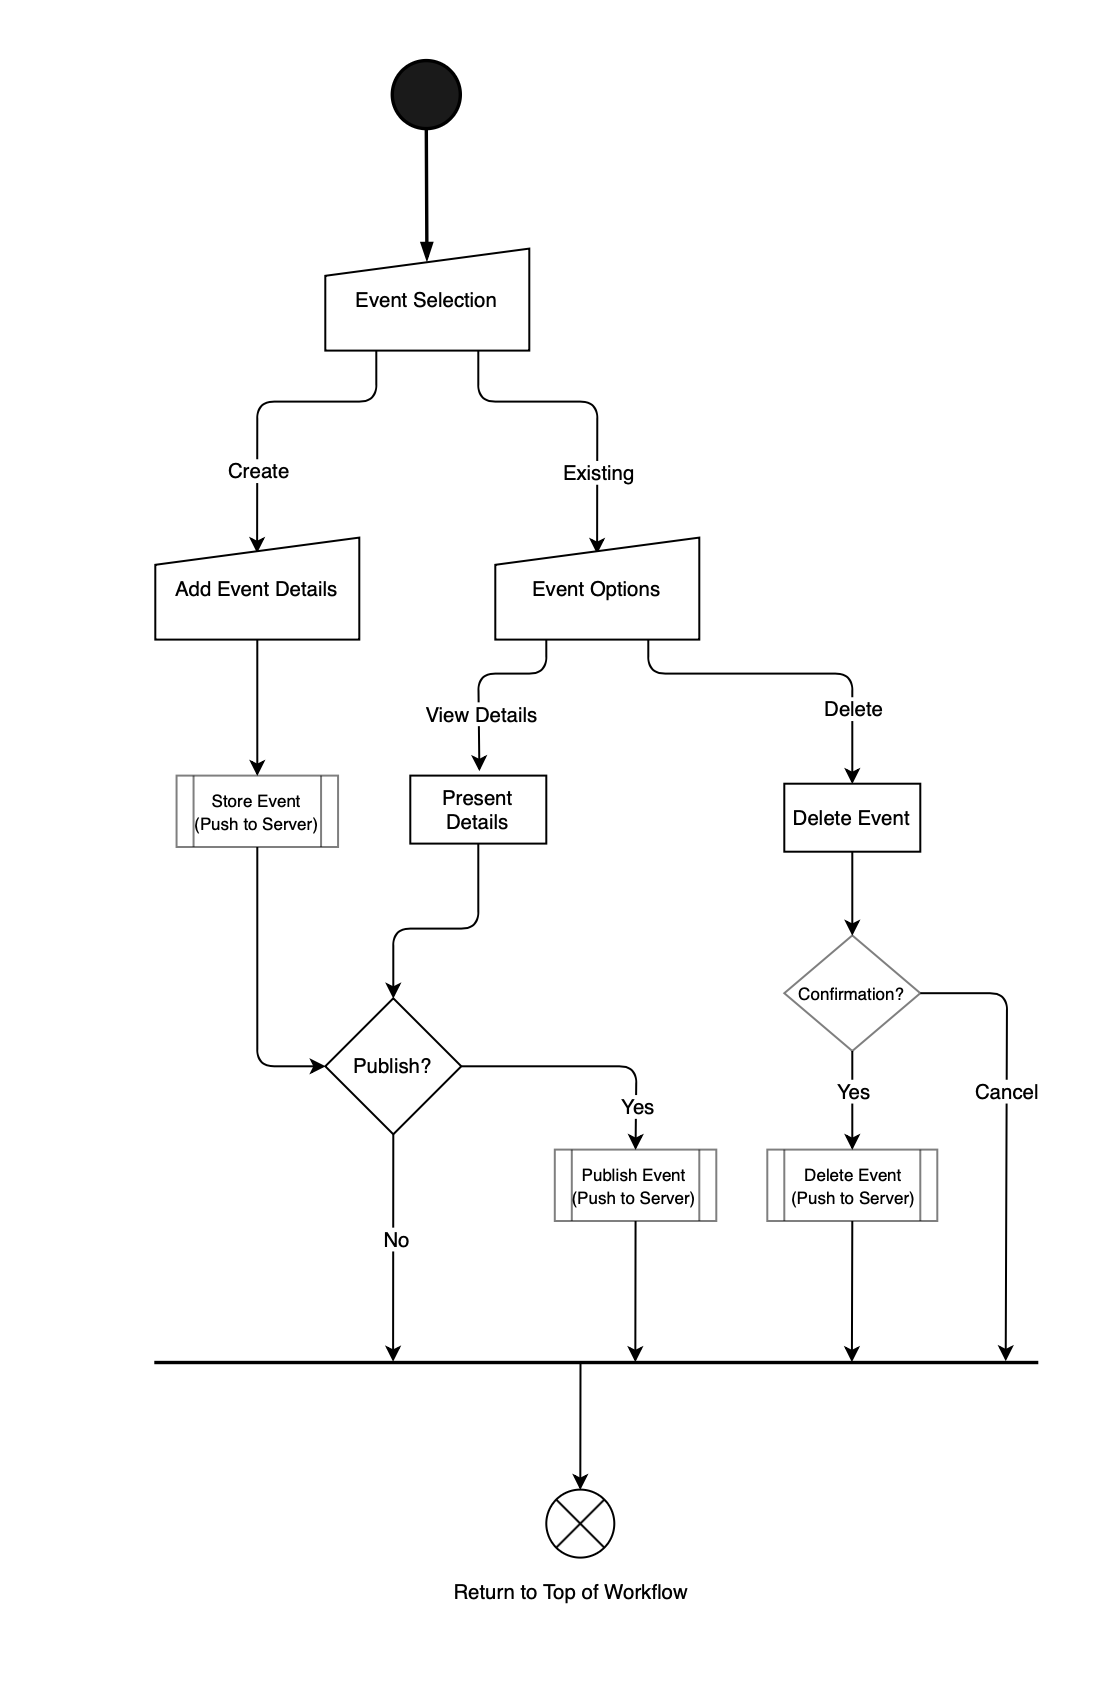 Event Selection
Create
Existing
Add Event Details
Event Options
View Details
Delete
Store Event
(Push to Server)
Present
Details
Delete Event
Confirmation?
Publish?
Yes
Cancel
Yes
Publish Event
(Push to Server)
Delete Event
(Push to Server)
No
Return to Top of Workflow